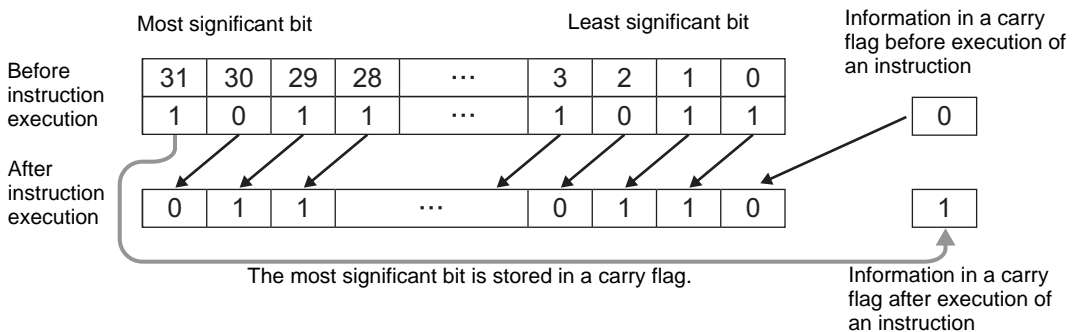 Most significant bit
Least significant bit
Information in a carry
flag before execution of
an instruction
Before
instruction
execution
31 30 29 28 ... 3 2 1 0
1 0 1 1 ... 1 0 1 1
0
After
instruction
execution
0 1 1 ... 0 1 1 0
1
The most significant bit is stored in a carry flag.
Information in a carry
flag after execution of
an instruction